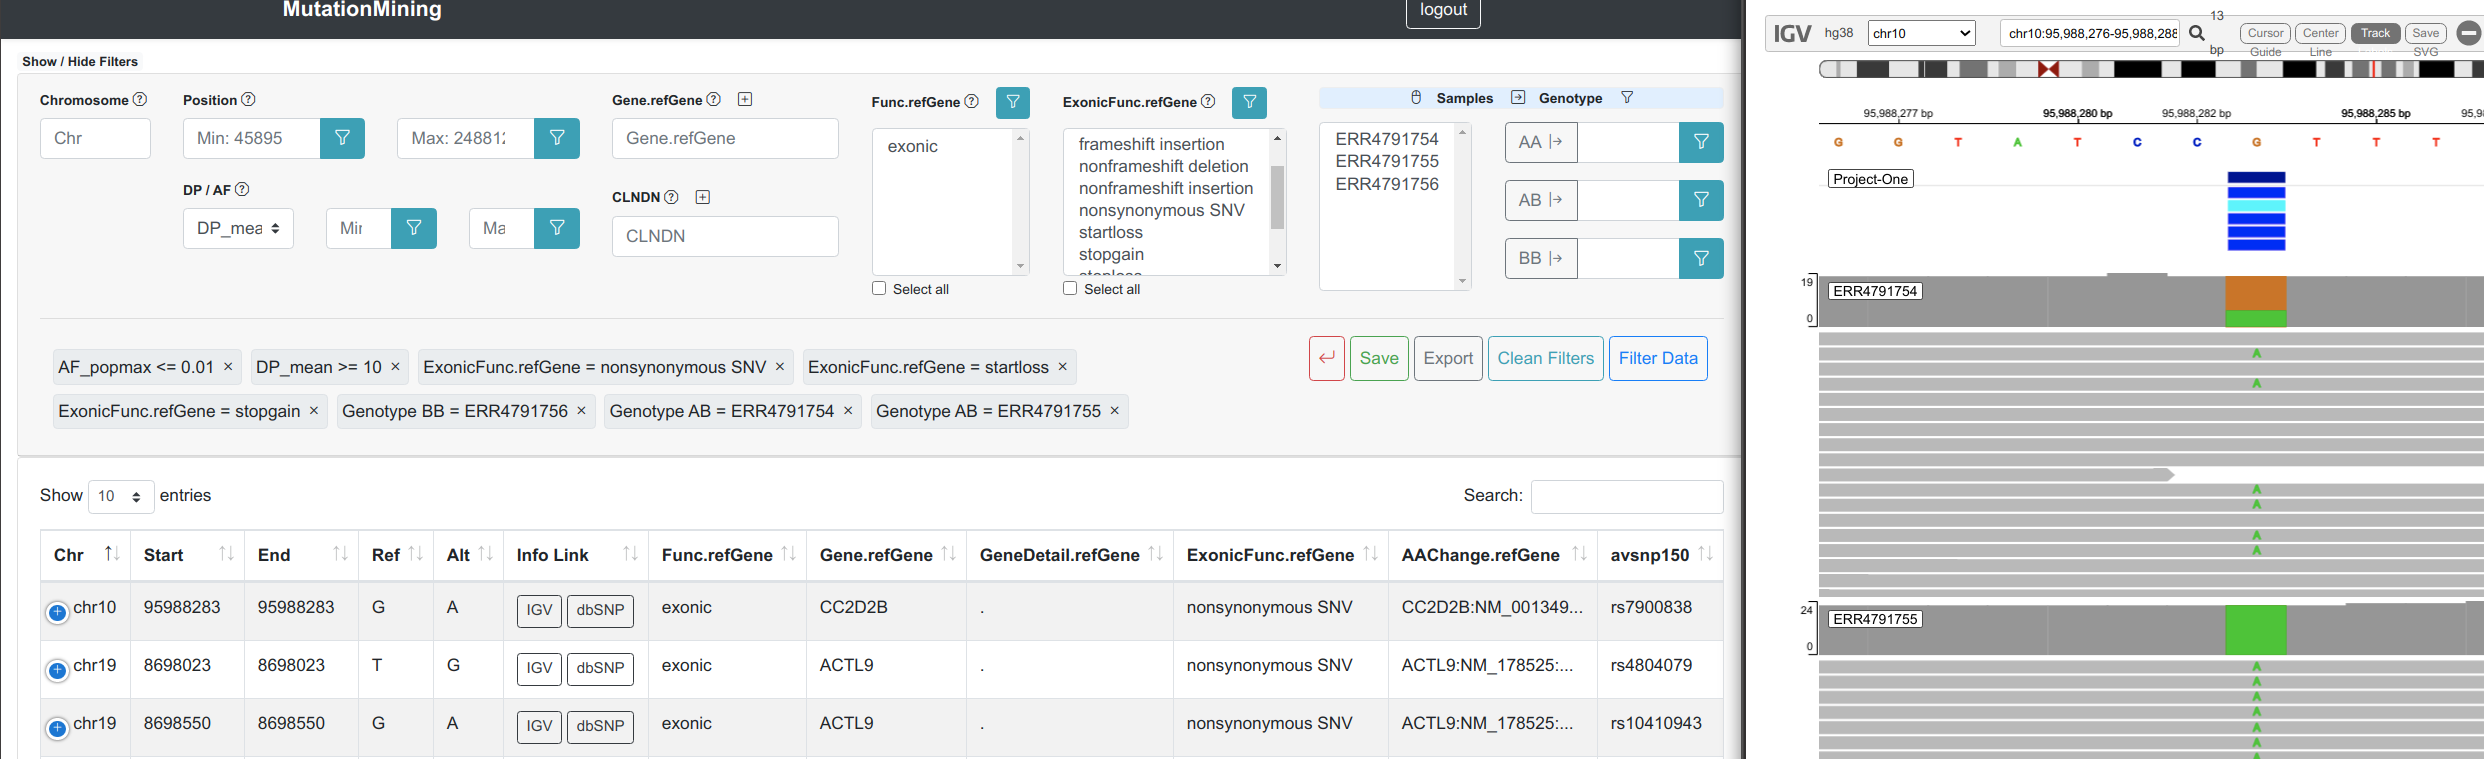 MutationMining
logout
Show / Hide Filters
Chromosome
Position
Gene.refGene
Func.refGene
ExonicFunc.refGene
Samples
Genotype
Chr
Min: 45895
Max: 24881
Gene.refGene
exonic
frameshift insertion
nonframeshift deletion
nonframeshift insertion
nonsynonymous SNV
startloss
stopgain
ERR4791754
ERR4791755
ERR4791756
AA
AB
BB
DP / AF
DP_mea
Mir
Ma
CLNDN
CLNDN
Select all
Select all
AF_popmax <= 0.01 ×
DP_mean >= 10 ×
ExonicFunc.refGene = nonsynonymous SNV ×
ExonicFunc.refGene = startloss ×
ExonicFunc.refGene = stopgain ×
Genotype BB = ERR4791756 ×
Genotype AB = ERR4791754 ×
Genotype AB = ERR4791755 ×
Save
Export
Clean Filters
Filter Data
Show 10 entries
Search:
Chr Start End Ref Alt Info Link Func.refGene Gene.refGene GeneDetail.refGene ExonicFunc.refGene AAChange.refGene avsnp150
chr10 95988283 95988283 G A IGV dbSNP exonic CC2D2B . nonsynonymous SNV CC2D2B:NM_001349... rs7900838
chr19 8698023 8698023 T G IGV dbSNP exonic ACTL9 . nonsynonymous SNV ACTL9:NM_178525:... rs4804079
chr19 8698550 8698550 G A IGV dbSNP exonic ACTL9 . nonsynonymous SNV ACTL9:NM_178525:... rs10410943
IGV hg38 chr10 chr10:95,988,276-95,988,288
13 bp
Cursor Guide
Center Line
Track
Save SVG
95,988,277 bp
95,988,280 bp
95,988,282 bp
95,988,285 bp
G G T A T C C G T T T
Project-One
19
0
ERR4791754
A
A
A
A
A
A
24
0
ERR4791755
A
A
A
A
A
A